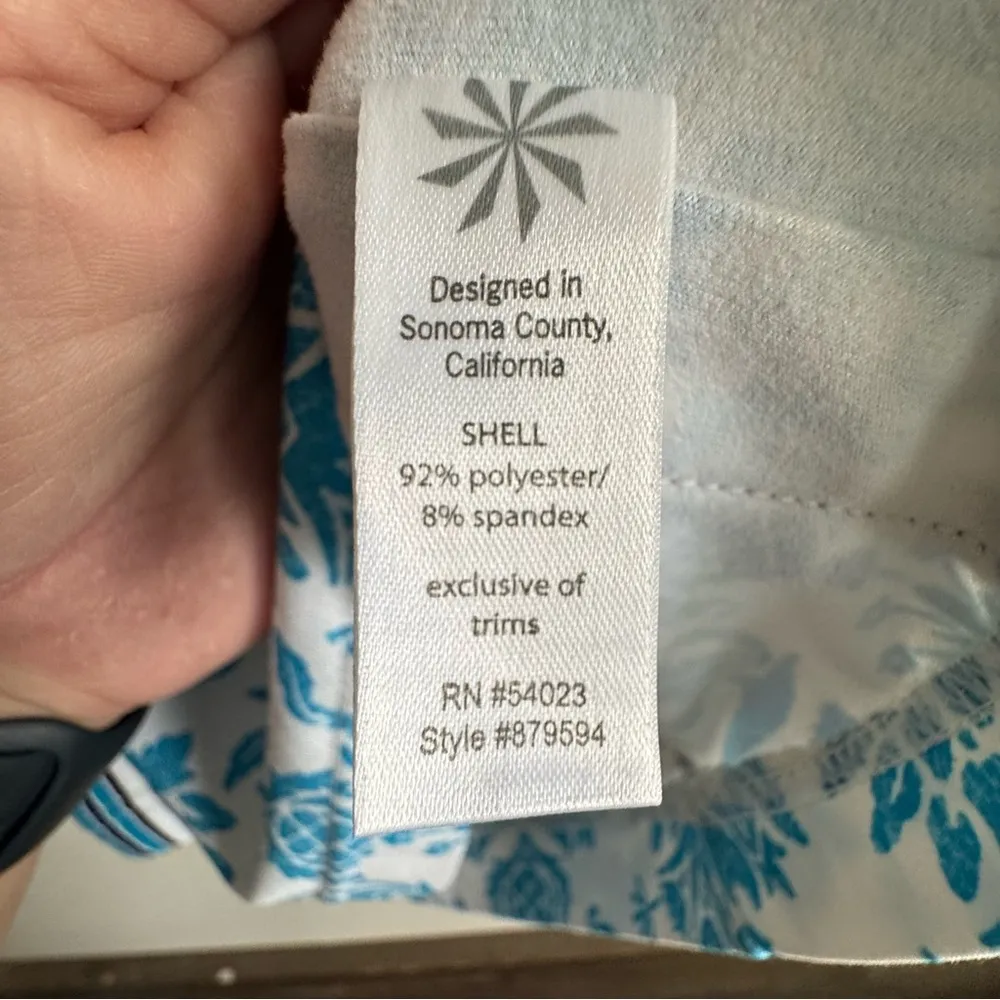 Designed in
Sonoma County,
California
SHELL
92% polyester/
8% spandex
exclusive of
trims
RN #54023
Style #879594